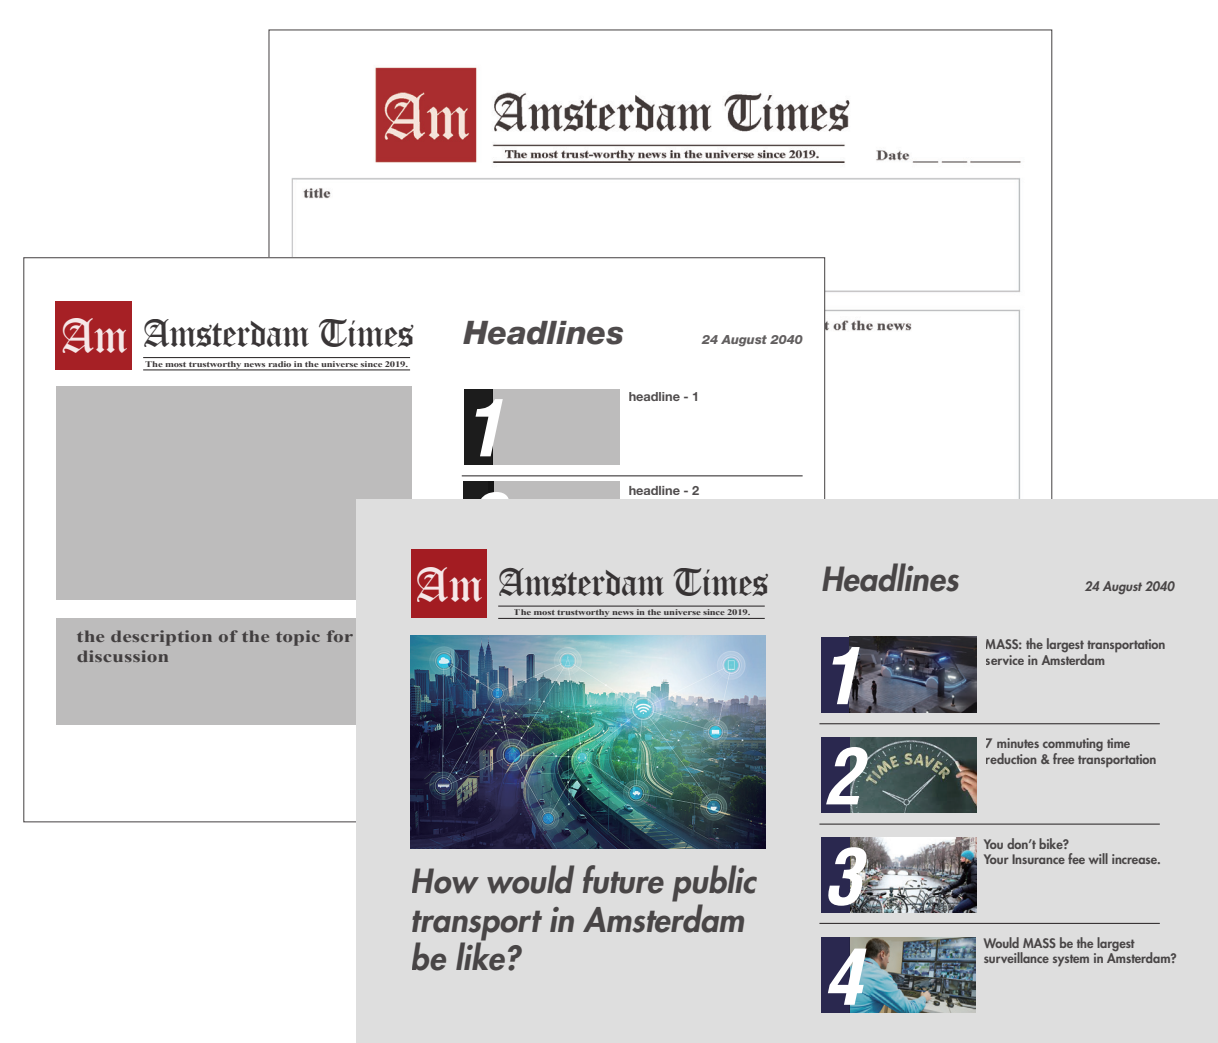 Am
Amsterdam Times
The most trust-worthy news in the universe since 2019.
Date ___ ___ ______
title
t of the news
Am
Amsterdam Times
The most trustworthy news radio in the universe since 2019.
Headlines
24 August 2040
1
headline - 1
headline - 2
the description of the topic for
discussion
Am
Amsterdam Times
The most trustworthy news in the universe since 2019.
How would future public
transport in Amsterdam
be like?
Headlines
24 August 2040
1
MASS: the largest transportation
service in Amsterdam
2
TIME SAVER
7 minutes commuting time
reduction & free transportation
3
You don't bike?
Your Insurance fee will increase.
4
Would MASS be the largest
surveillance system in Amsterdam?